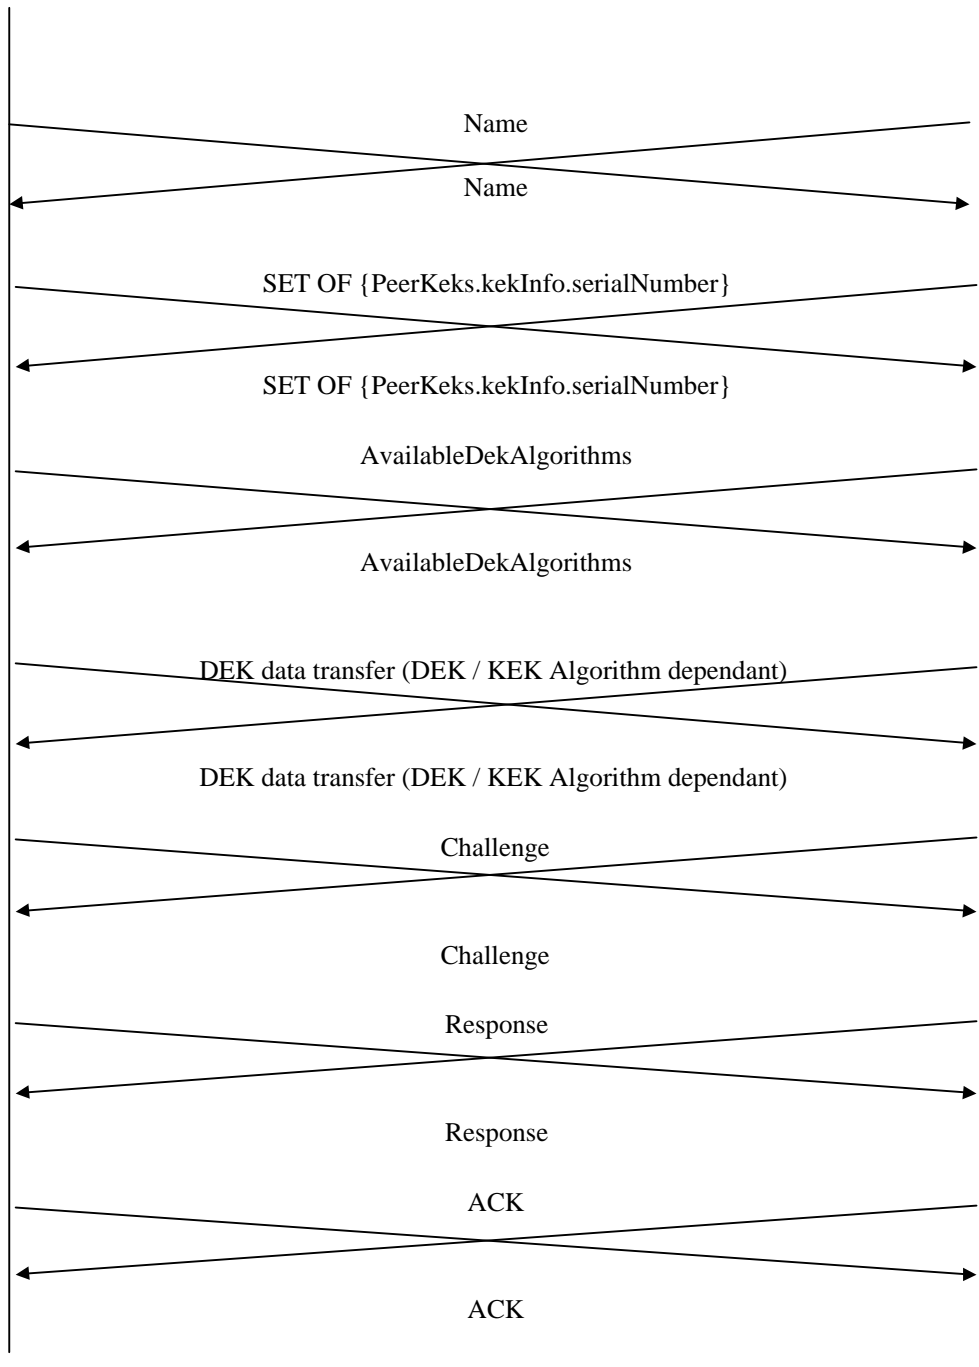 Name
Name
SET OF {PeerKeks.kekInfo.serialNumber}
SET OF {PeerKeks.kekInfo.serialNumber}
AvailableDekAlgorithms
AvailableDekAlgorithms
DEK data transfer (DEK / KEK Algorithm dependant)
DEK data transfer (DEK / KEK Algorithm dependant)
Challenge
Challenge
Response
Response
ACK
ACK